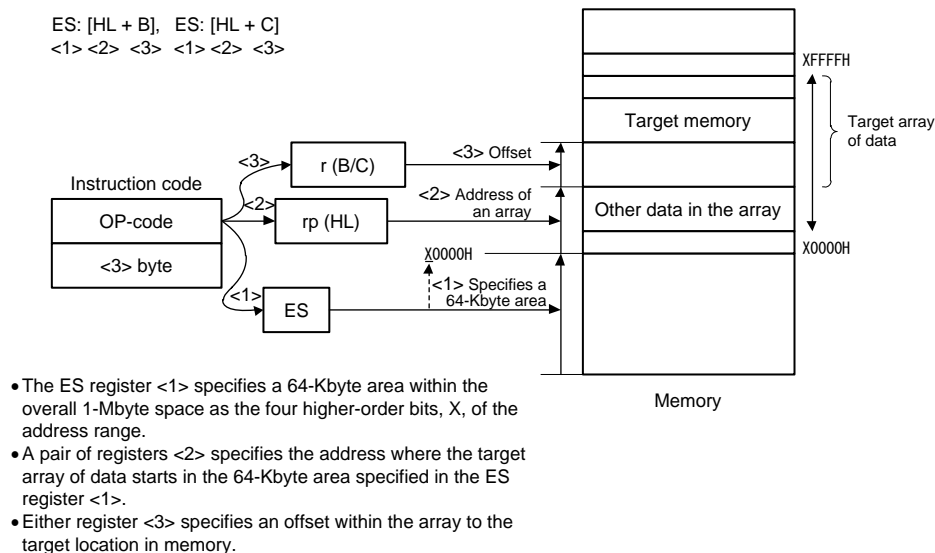 ES: [HL + B], ES: [HL + C]
<1> <2> <3> <1> <2> <3>
XFFFFH
Target memory
Target array
of data
<3>
r (B/C)
<3> Offset
Instruction code
OP-code
<3> byte
<2>
rp (HL)
<2> Address of
an array
Other data in the array
X0000H
X0000H
<1>
ES
<1> Specifies a
64-Kbyte area
Memory
• The ES register <1> specifies a 64-Kbyte area within the
overall 1-Mbyte space as the four higher-order bits, X, of the
address range.
• A pair of registers <2> specifies the address where the target
array of data starts in the 64-Kbyte area specified in the ES
register <1>.
• Either register <3> specifies an offset within the array to the
target location in memory.